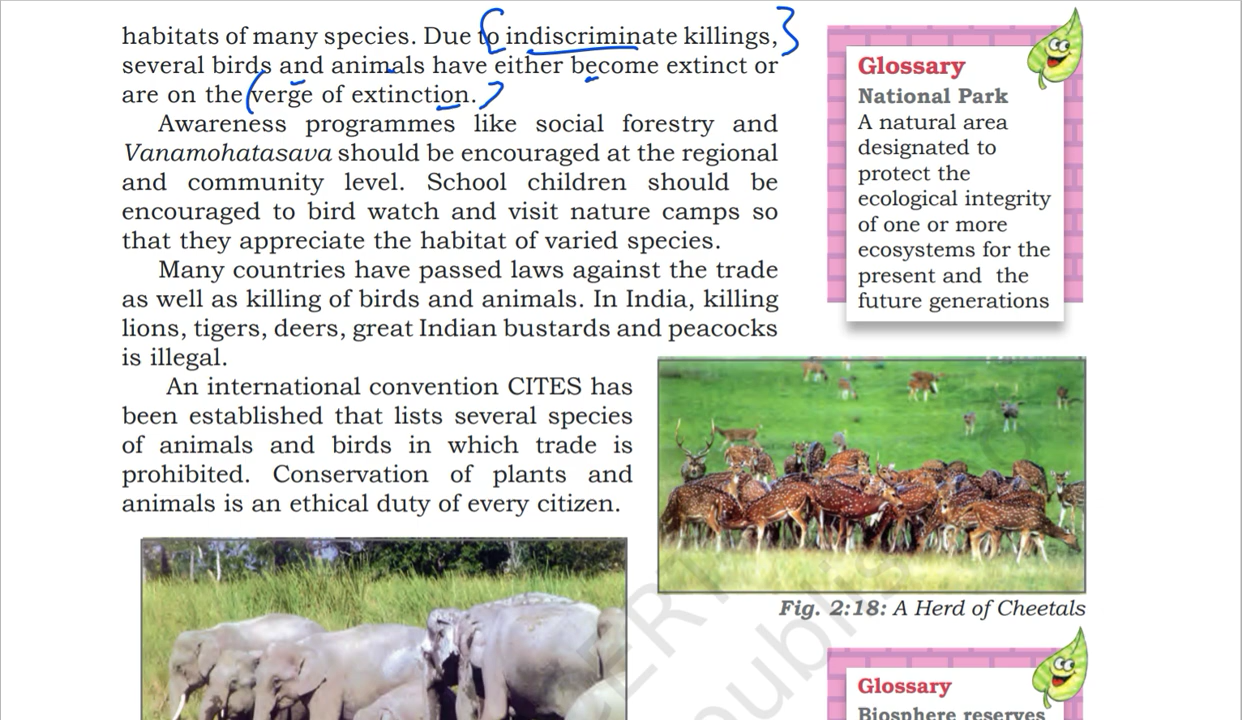 habitats of many species. Due to indiscriminate killings,
several birds and animals have either become extinct or
are on the verge of extinction.
Awareness programmes like social forestry and
Vanamohatasava should be encouraged at the regional
and community level. School children should be
encouraged to bird watch and visit nature camps so
that they appreciate the habitat of varied species.
Many countries have passed laws against the trade
as well as killing of birds and animals. In India, killing
lions, tigers, deers, great Indian bustards and peacocks
is illegal.
An international convention CITES has
been established that lists several species
of animals and birds in which trade is
prohibited. Conservation of plants and
animals is an ethical duty of every citizen.
Glossary
National Park
A natural area
designated to
protect the
ecological integrity
of one or more
ecosystems for the
present and the
future generations
Fig. 2:18: A Herd of Cheetals
Glossary
Biosphere reserves